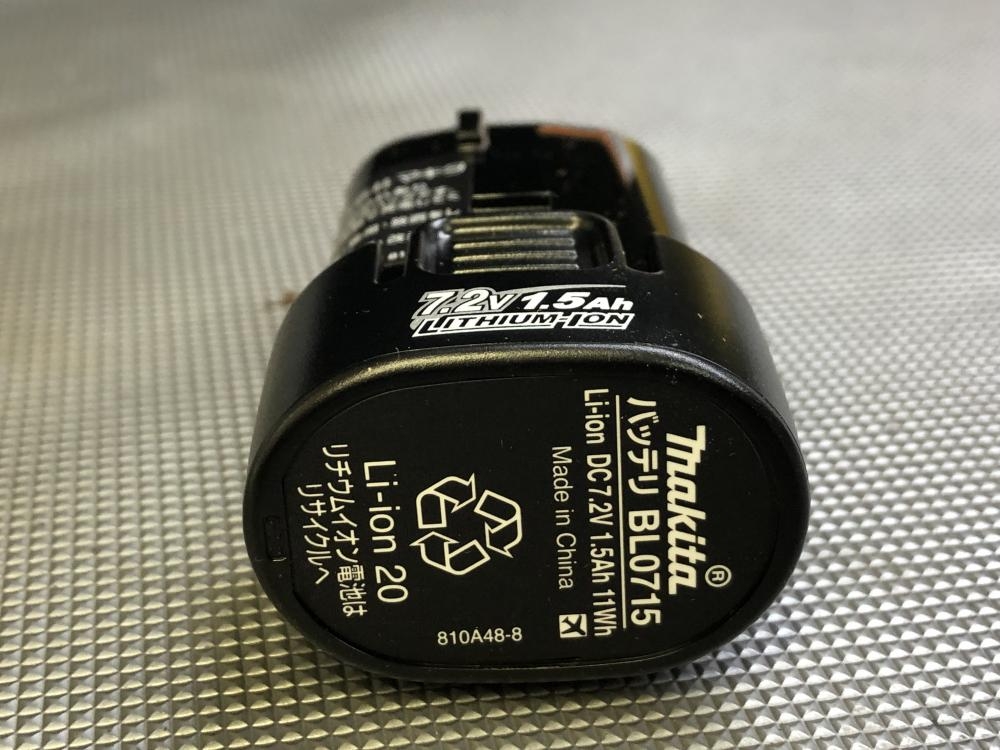 7.2V 1.5Ah
LITHIUM-ION
Makita®
バッテリ BL0715
Li-ion DC 7.2V 1.5Ah 11Wh
Made in China
Li-ion 20
リチウムイオン電池は
リサイクルへ
810A48-8